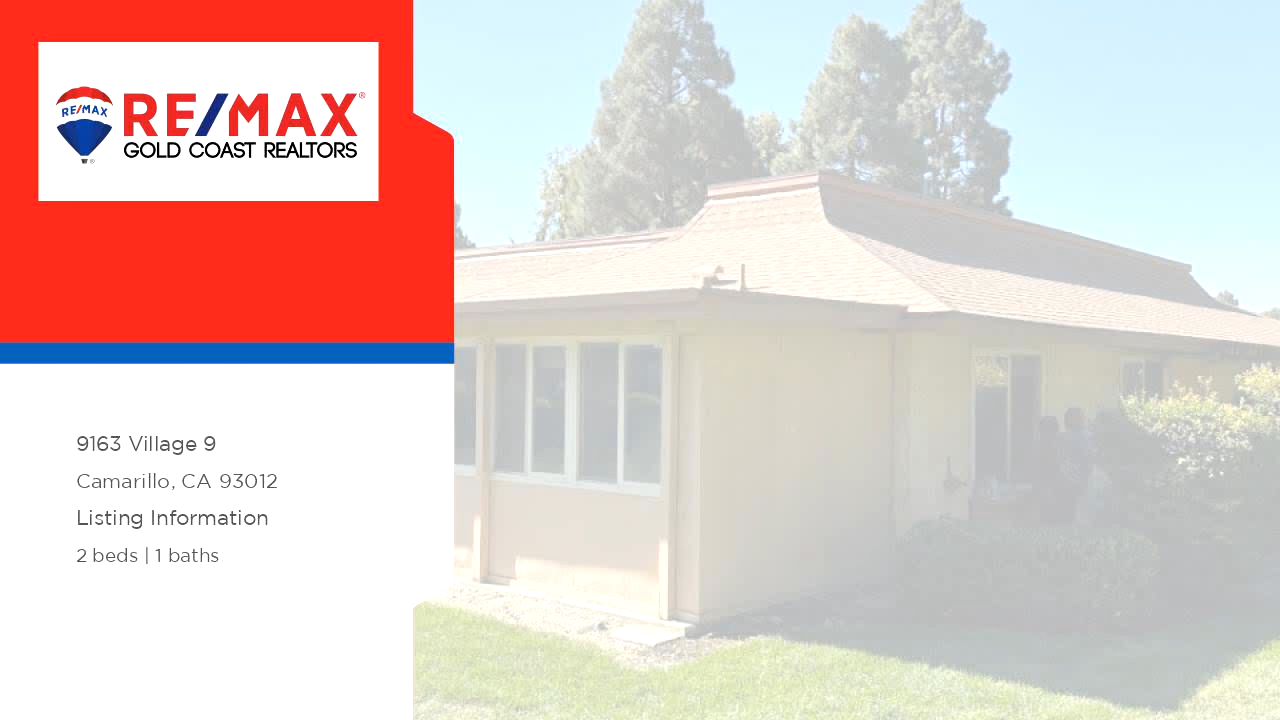 RE/MAX
RE/MAX®
GOLD COAST REALTORS
9163 Village 9
Camarillo, CA 93012
Listing Information
2 beds | 1 baths